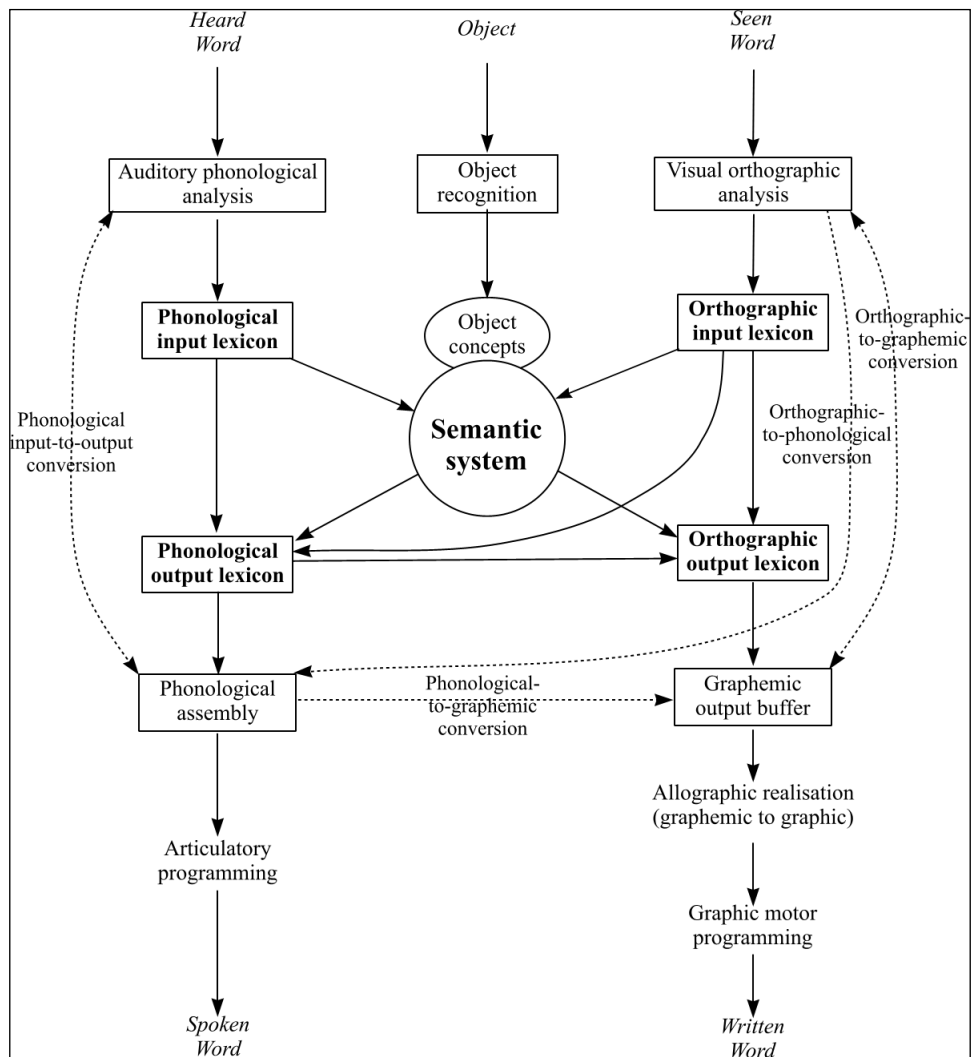 Heard
Word
Object
Seen
Word
Auditory phonological
analysis
Object
recognition
Visual orthographic
analysis
Phonological
input lexicon
Object
concepts
Orthographic
input lexicon
Orthographic-
to-graphemic
conversion
Phonological
input-to-output
conversion
Semantic
system
Orthographic-
to-phonological
conversion
Phonological
output lexicon
Orthographic
output lexicon
Phonological
assembly
Phonological-
to-graphemic
conversion
Graphemic
output buffer
Allographic realisation
(graphemic to graphic)
Articulatory
programming
Graphic motor
programming
Spoken
Word
Written
Word